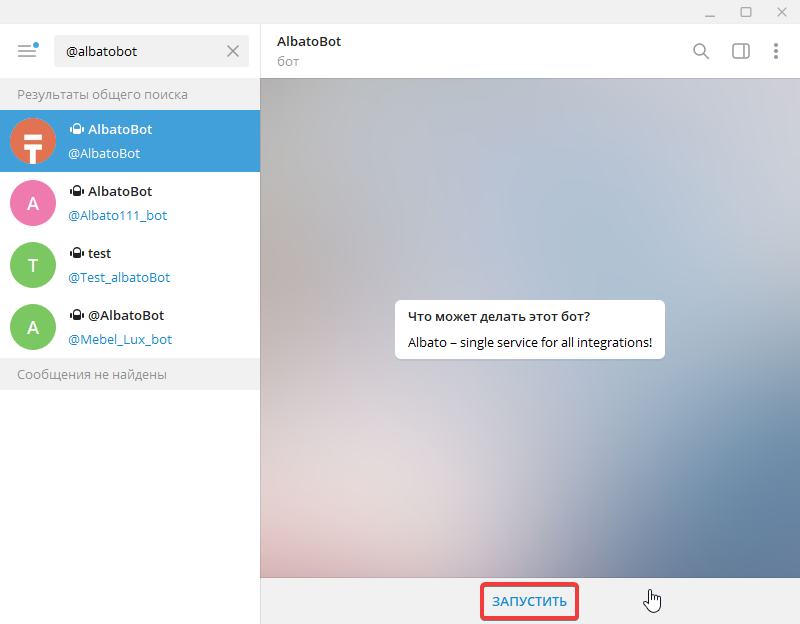 @albatobot
AlbatoBot
бот
Результаты общего поиска
AlbatoBot
@AlbatoBot
A
AlbatoBot
@Albato111_bot
T
test
@Test_albatoBot
A
@AlbatoBot
@Mebel_Lux_bot
Сообщения не найдены
Что может делать этот бот?
Albato – single service for all integrations!
ЗАПУСТИТЬ